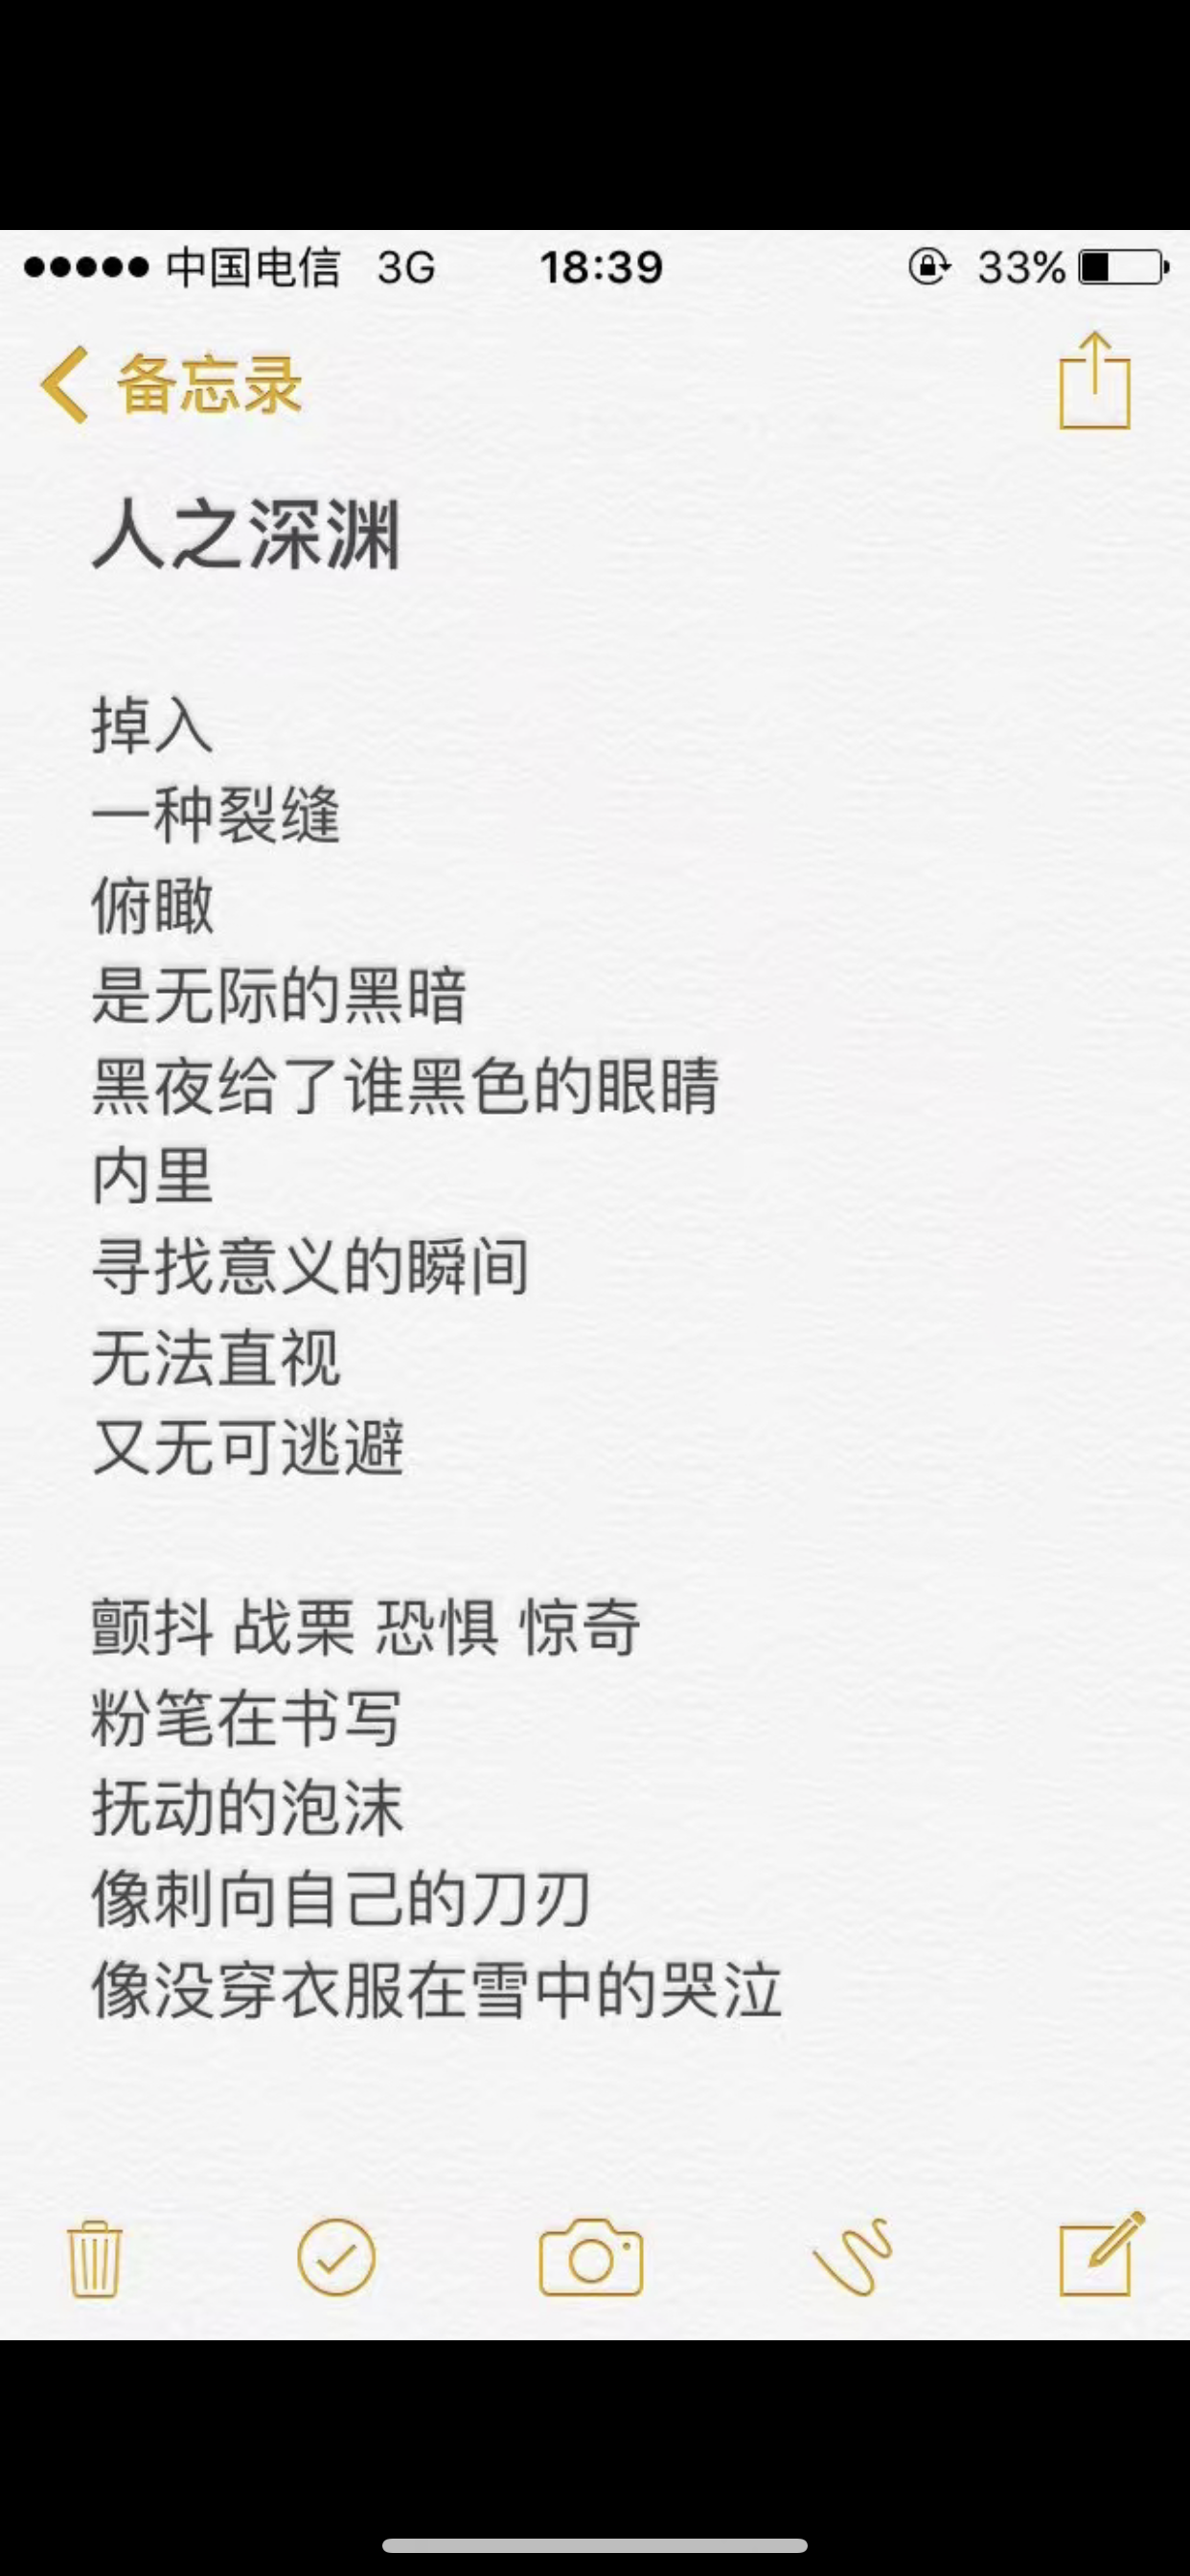 中国电信 3G 18:39 33%
备忘录
人之深渊
掉入
一种裂缝
俯瞰
是无际的黑暗
黑夜给了谁黑色的眼睛
内里
寻找意义的瞬间
无法直视
又无可逃避
颤抖 战栗 恐惧 惊奇
粉笔在书写
抚动的泡沫
像刺向自己的刀刃
像没穿衣服在雪中的哭泣